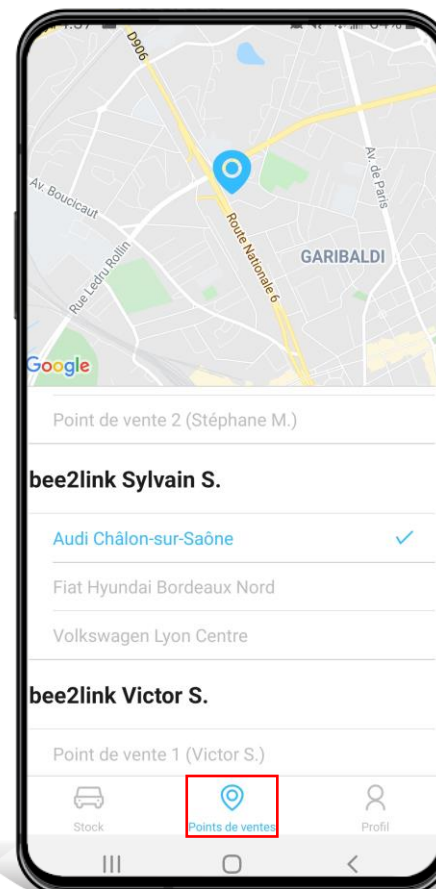 D906
Av. Boucicaut
Av. de Paris
Route Nationale 6
Rue Ledru Rollin
GARIBALDI
Google
Point de vente 2 (Stéphane M.)
bee2link Sylvain S.
Audi Châlon-sur-Saône
Fiat Hyundai Bordeaux Nord
Volkswagen Lyon Centre
bee2link Victor S.
Point de vente 1 (Victor S.)
Stock
Points de ventes
Profil